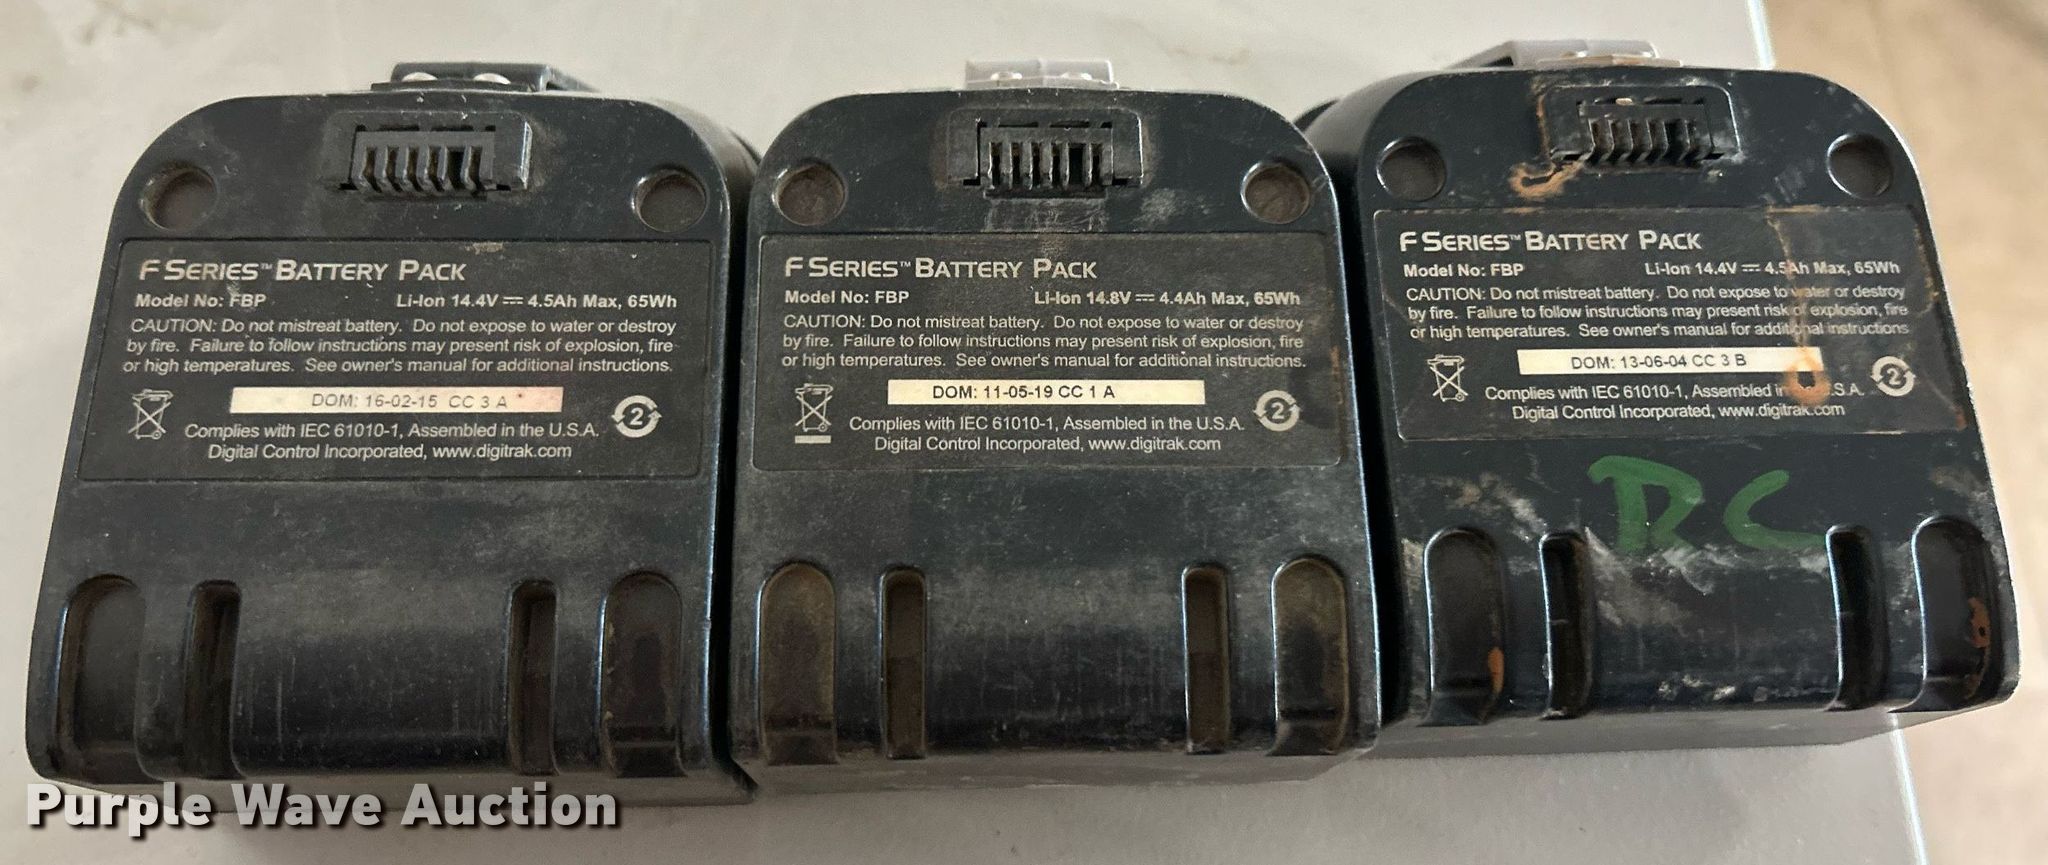 F SERIES™ BATTERY PACK
Model No: FBP Li-Ion 14.4V ⎓ 4.5Ah Max, 65Wh
CAUTION: Do not mistreat battery. Do not expose to water or destroy
by fire. Failure to follow instructions may present risk of explosion, fire
or high temperatures. See owner's manual for additional instructions.
DOM: 16-02-15 CC 3 A
2
Complies with IEC 61010-1, Assembled in the U.S.A.
Digital Control Incorporated, www.digitrak.com
F SERIES™ BATTERY PACK
Model No: FBP Li-Ion 14.8V ⎓ 4.4Ah Max, 65Wh
CAUTION: Do not mistreat battery. Do not expose to water or destroy
by fire. Failure to follow instructions may present risk of explosion, fire
or high temperatures. See owner's manual for additional instructions.
DOM: 11-05-19 CC 1 A
2
Complies with IEC 61010-1, Assembled in the U.S.A.
Digital Control Incorporated, www.digitrak.com
F SERIES™ BATTERY PACK
Model No: FBP Li-Ion 14.4V ⎓ 4.5Ah Max, 65Wh
CAUTION: Do not mistreat battery. Do not expose to water or destroy
by fire. Failure to follow instructions may present risk of explosion, fire
or high temperatures. See owner's manual for additional instructions
DOM: 13-06-04 CC 3 B
2
Complies with IEC 61010-1, Assembled in the U.S.A.
Digital Control Incorporated, www.digitrak.com
RC
Purple Wave Auction